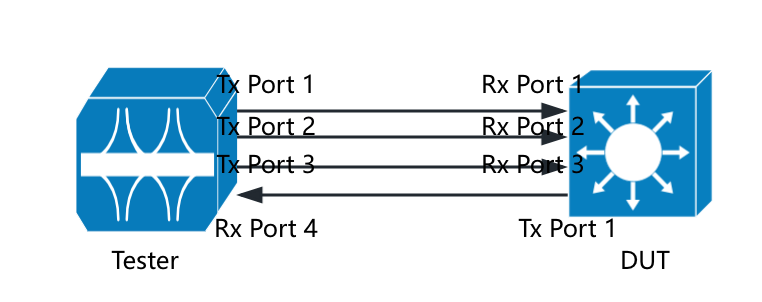 Tx Port 1 Rx Port 1
Tx Port 2 Rx Port 2
Tx Port 3 Rx Port 3
Rx Port 4 Tx Port 1
Tester DUT